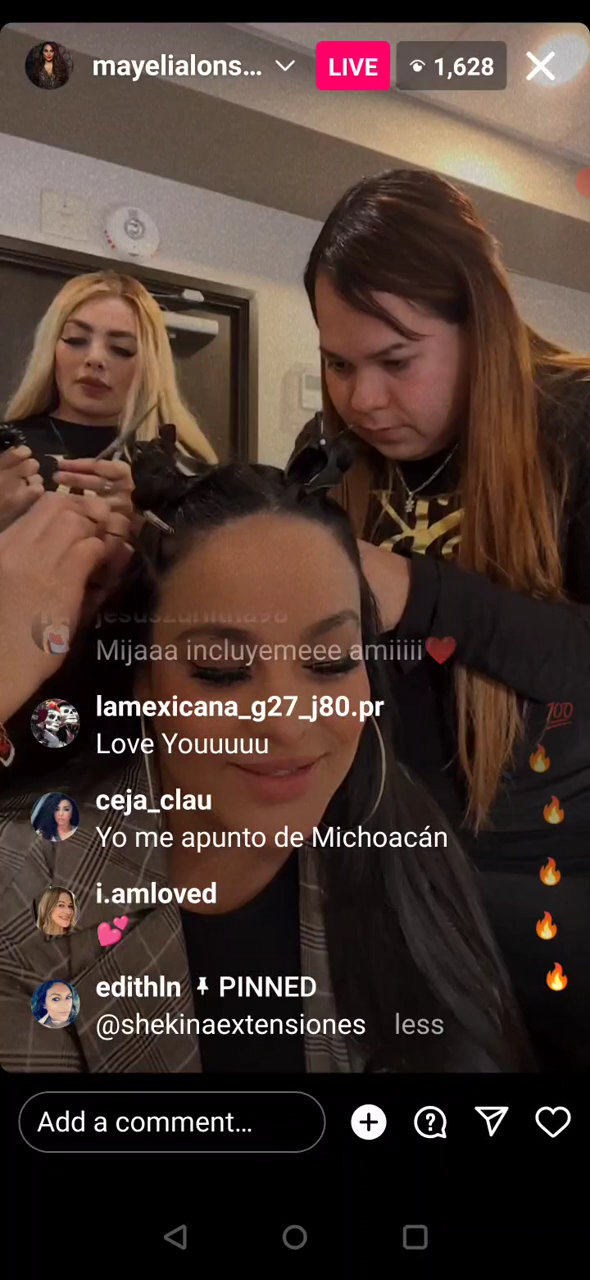 mayelialons...
LIVE
1,628
Mijaaa incluyemeee amiiiii❤️
lamexicana_g27_j80.pr
Love Youuuuu
ceja_clau
Yo me apunto de Michoacán
i.amloved
💕
edithln PINNED
@shekinaextensiones less
Add a comment...
💯